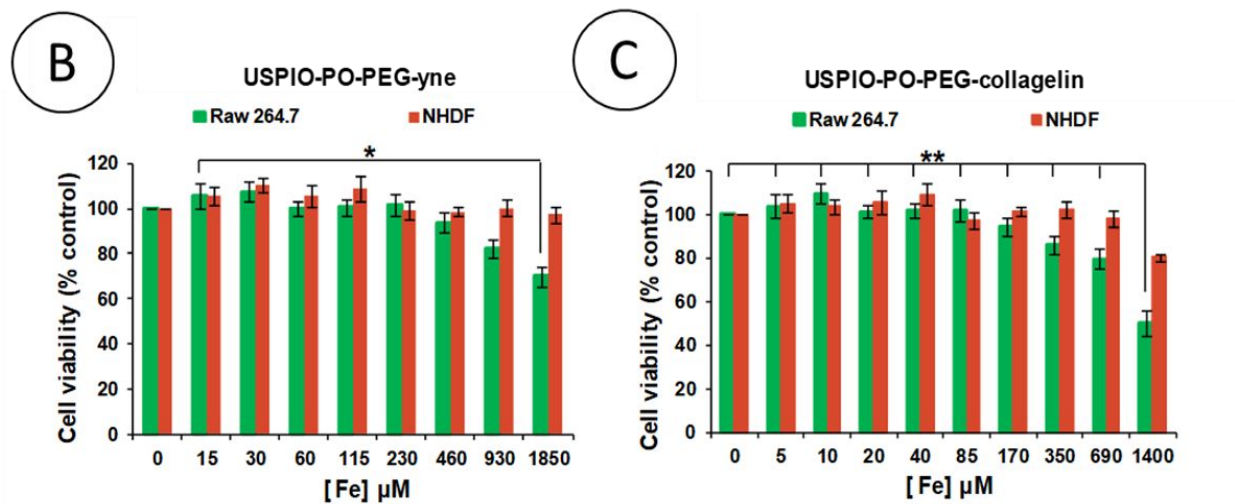 B
USPIO-PO-PEG-yne
Raw 264.7 NHDF
*
Cell viability (% control)
120
100
80
60
40
20
0
0 15 30 60 115 230 460 930 1850
[Fe] µM
C
USPIO-PO-PEG-collagelin
Raw 264.7 NHDF
**
Cell viability (% control)
120
100
80
60
40
20
0
0 5 10 20 40 85 170 350 690 1400
[Fe] µM